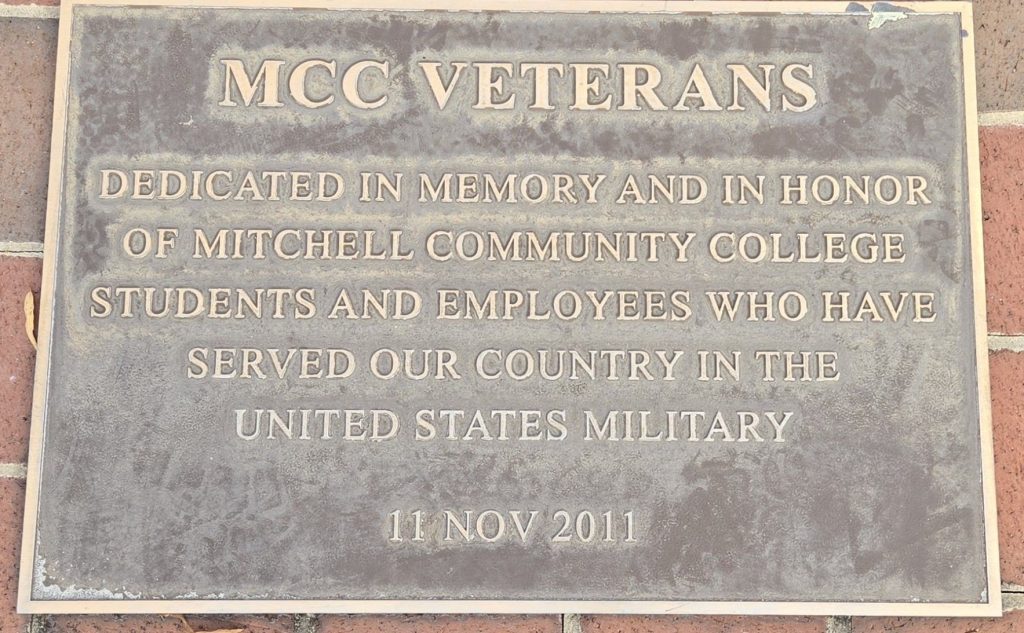 MCC VETERANS
DEDICATED IN MEMORY AND IN HONOR
OF MITCHELL COMMUNITY COLLEGE
STUDENTS AND EMPLOYEES WHO HAVE
SERVED OUR COUNTRY IN THE
UNITED STATES MILITARY
11 NOV 2011